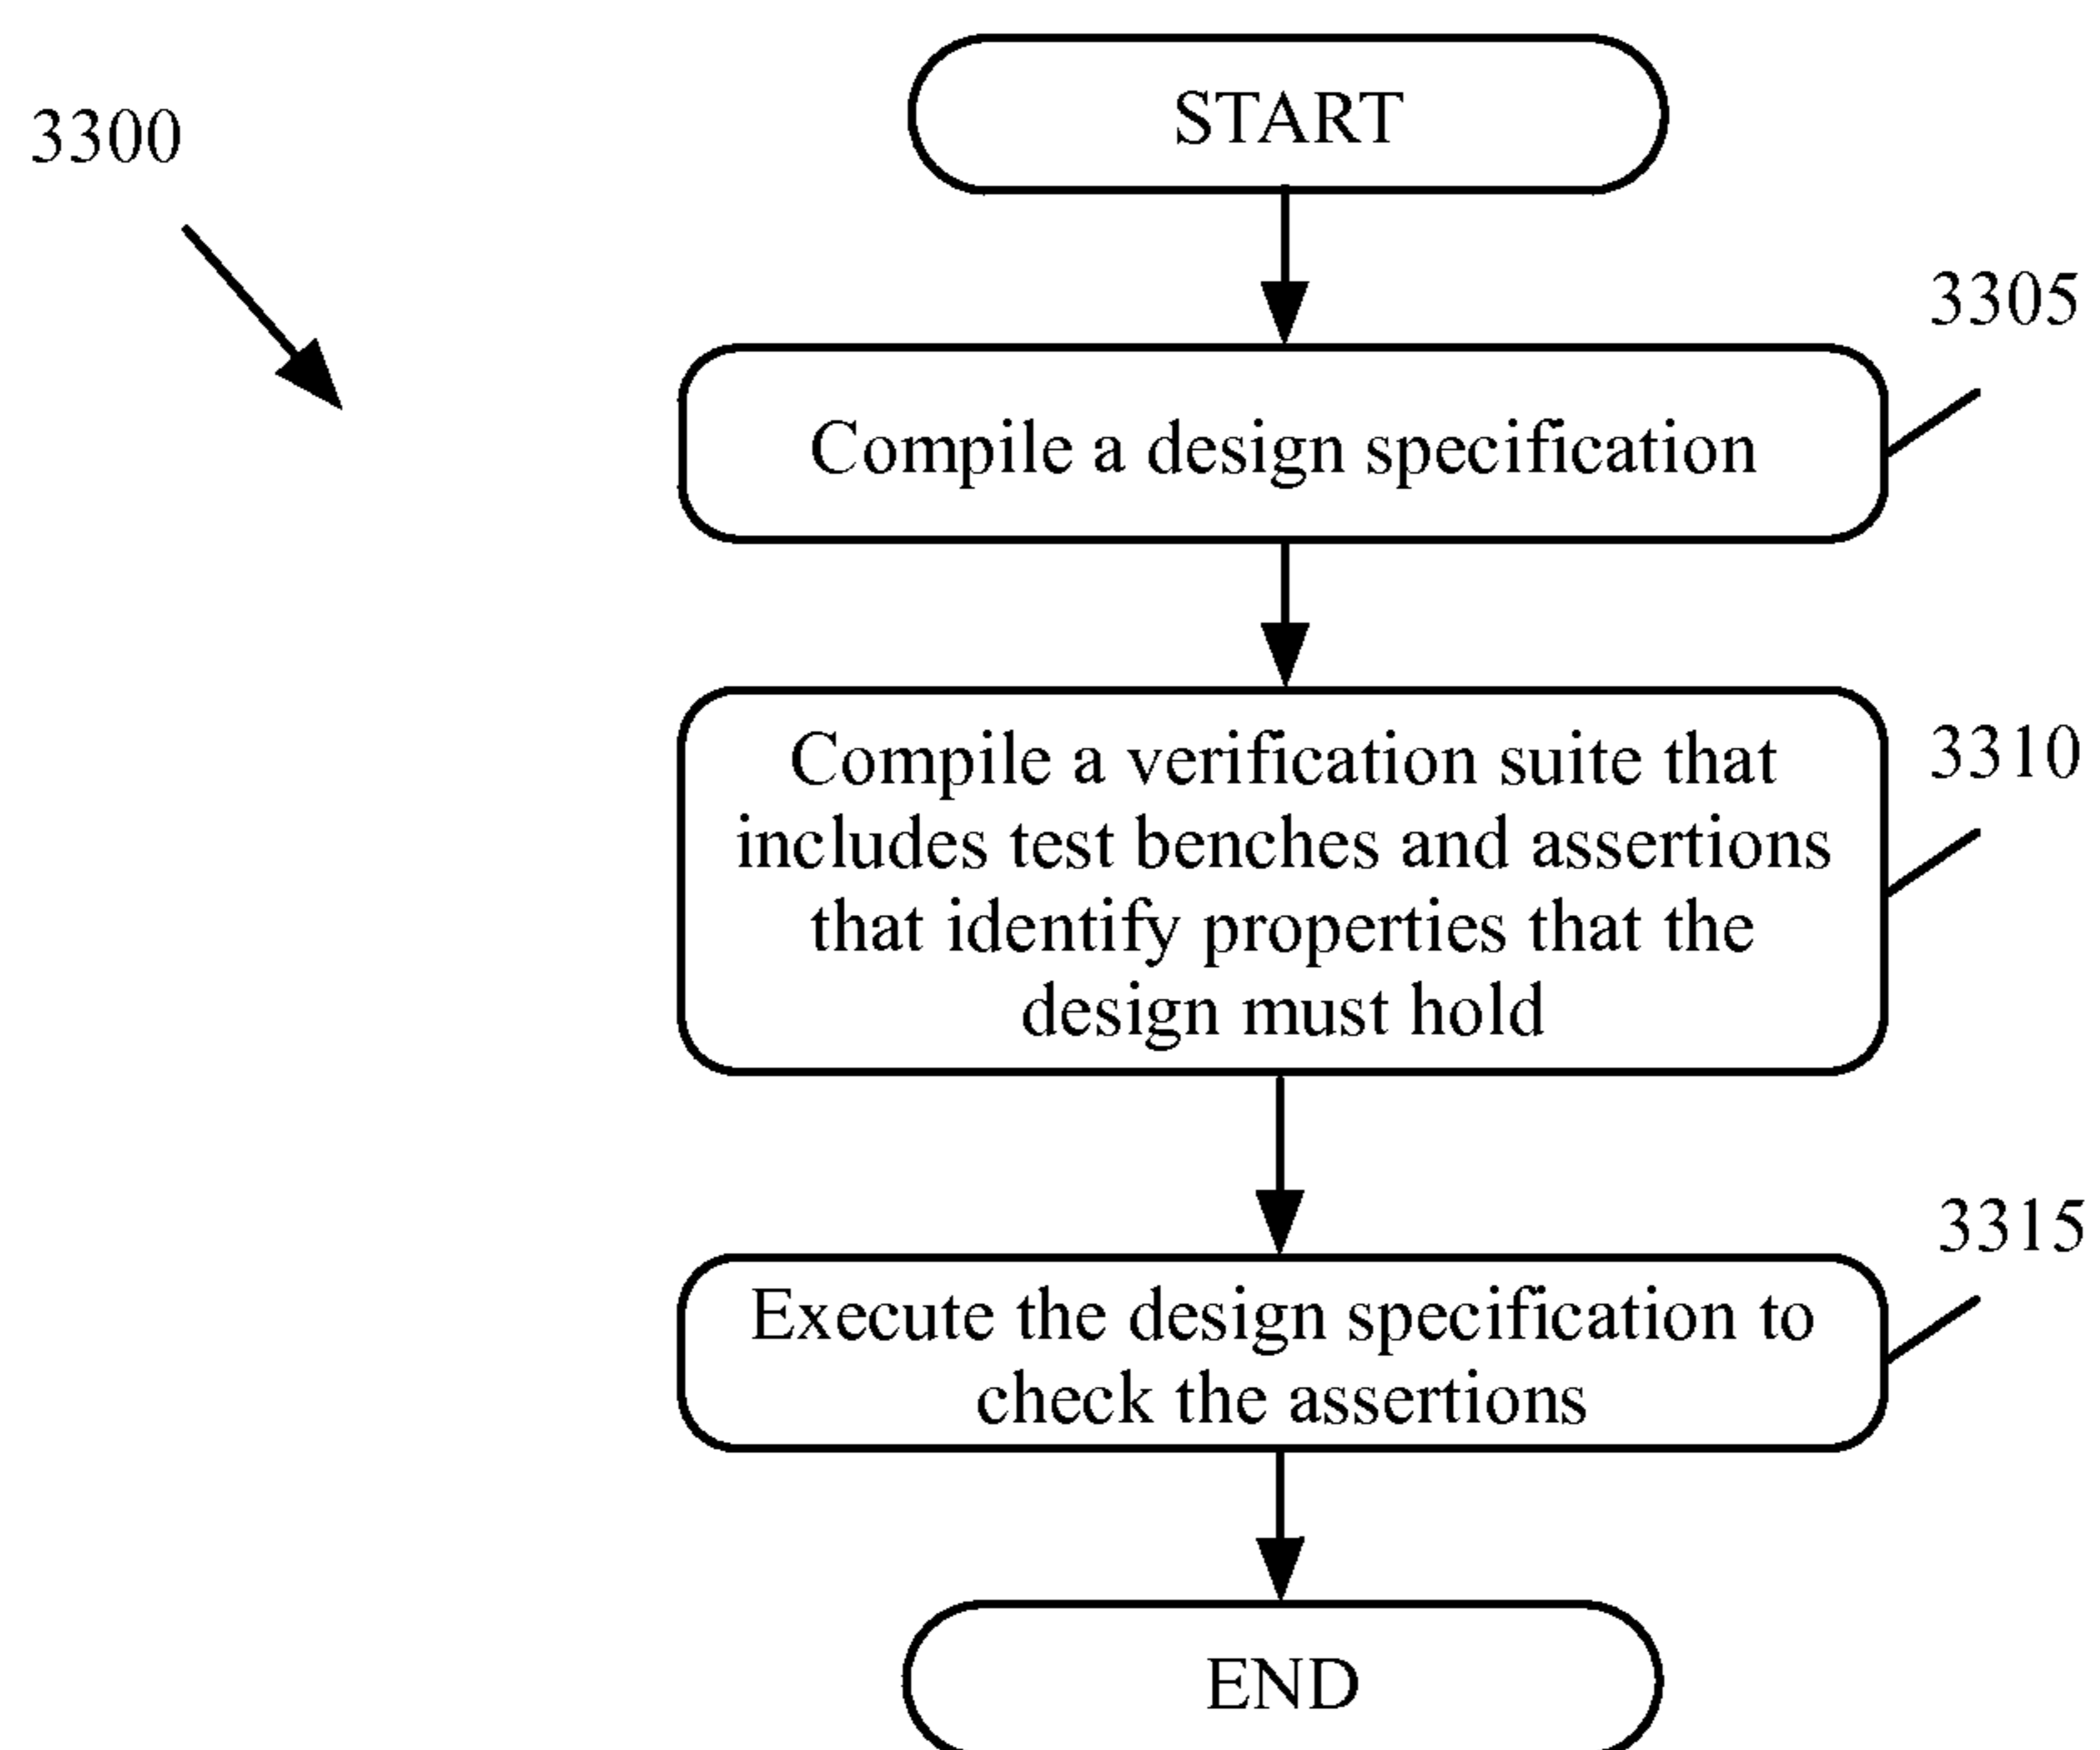 START
3300
3305
Compile a design specification
Compile a verification suite that
includes test benches and assertions
that identify properties that the
design must hold
3310
3315
Execute the design specification to
check the assertions
END